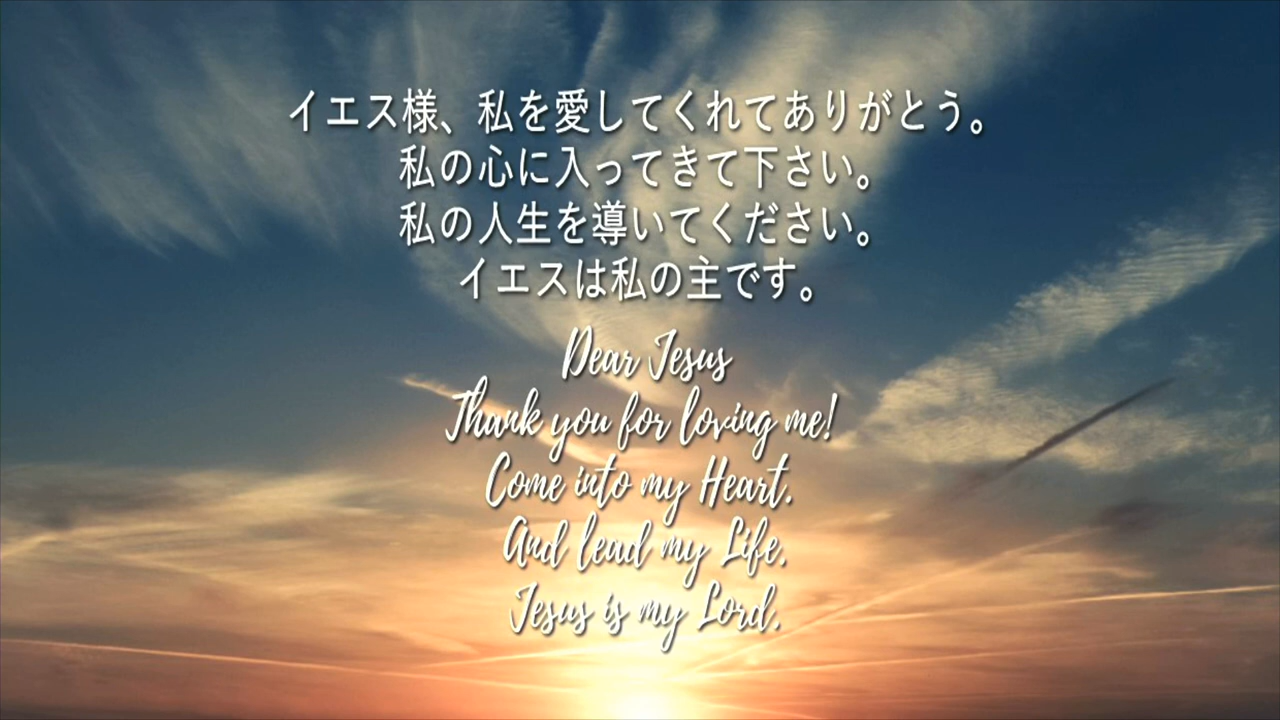 イエス様、私を愛してくれてありがとう。
私の心に入ってきて下さい。
私の人生を導いてください。
イエスは私の主です。
Dear Jesus
Thank you for loving me!
Come into my Heart.
And lead my Life.
Jesus is my Lord.